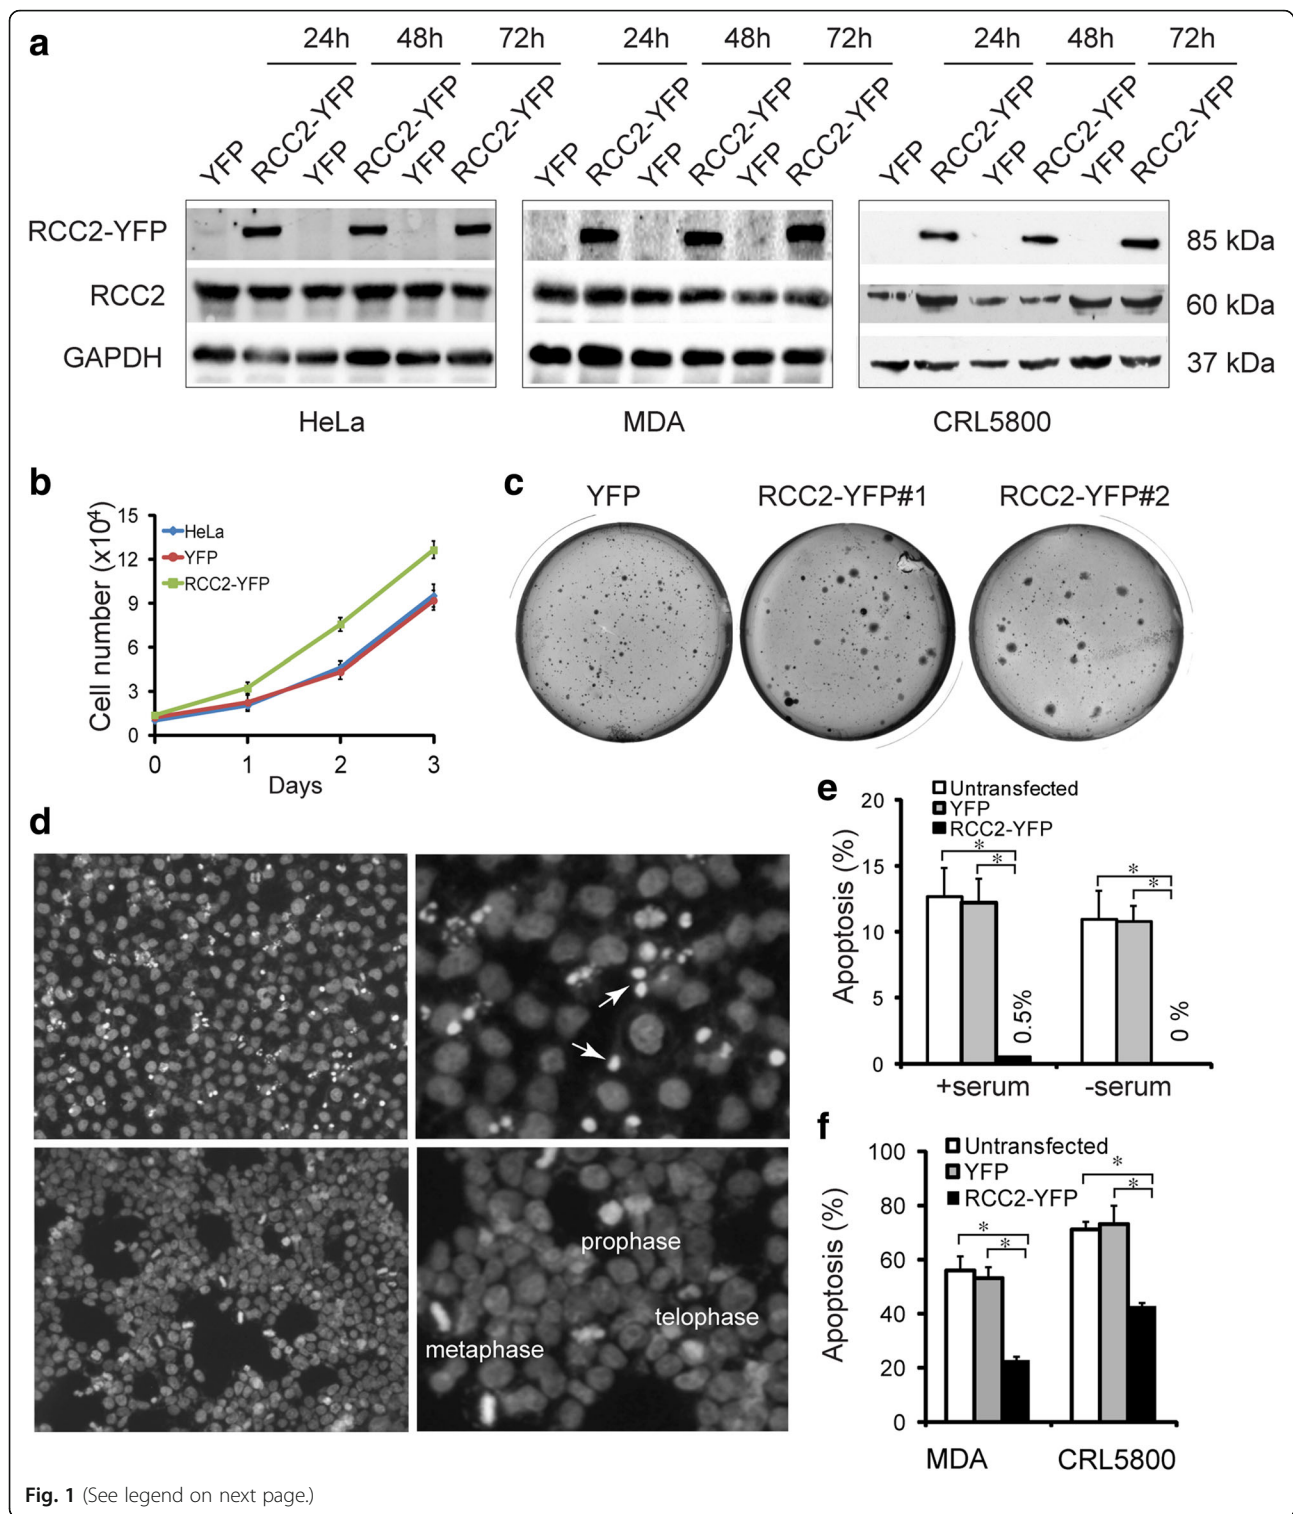 a
24h 48h 72h 24h 48h 72h 24h 48h 72h
YFP RCC2-YFP YFP RCC2-YFP YFP RCC2-YFP YFP RCC2-YFP YFP RCC2-YFP YFP RCC2-YFP YFP RCC2-YFP YFP RCC2-YFP YFP RCC2-YFP
RCC2-YFP 85 kDa
RCC2 60 kDa
GAPDH 37 kDa
HeLa MDA CRL5800
b
Cell number (x10⁴)
15
12
9
6
3
0
HeLa
YFP
RCC2-YFP
0 1 2 3
Days
c
YFP RCC2-YFP#1 RCC2-YFP#2
d
prophase
telophase
metaphase
e
Apoptosis (%)
20
15
10
5
0
Untransfected
YFP
RCC2-YFP
* * * *
0.5%
0 %
+serum -serum
f
Apoptosis (%)
100
80
60
40
20
0
Untransfected
YFP
RCC2-YFP
* * * *
MDA CRL5800
Fig. 1 (See legend on next page.)